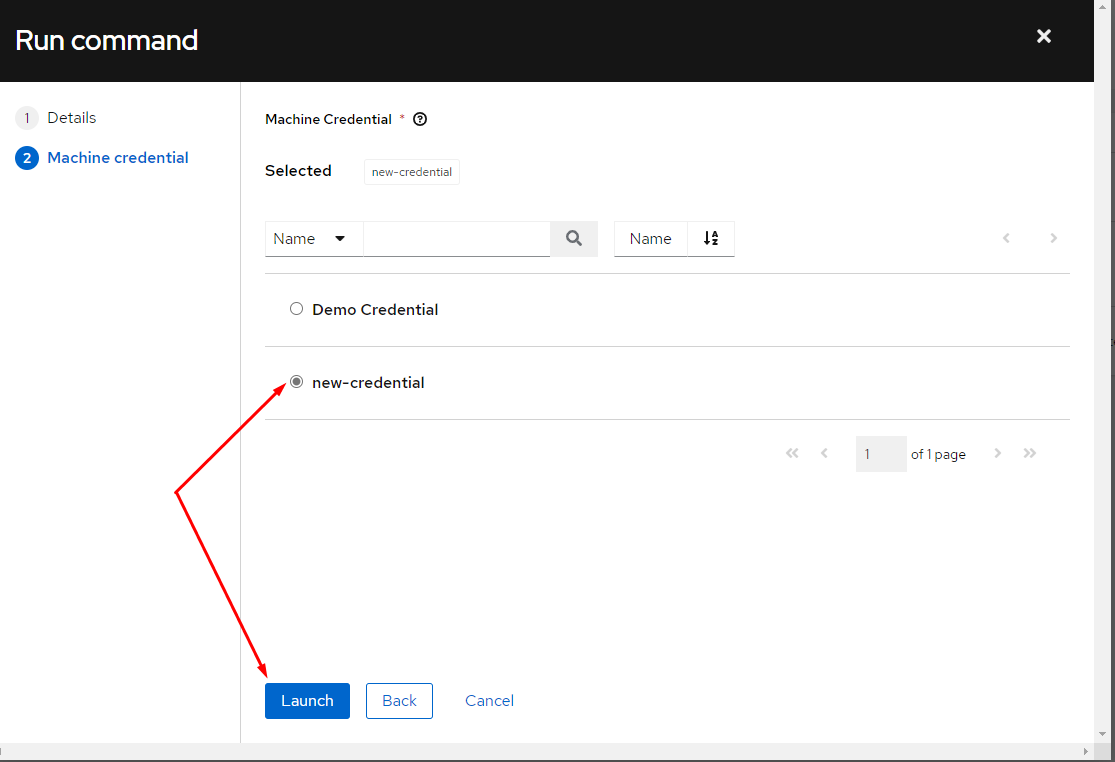 Run command
1 Details
2 Machine credential
Machine Credential *
Selected new-credential
Name Name
Demo Credential
new-credential
1 of 1 page
Launch Back Cancel